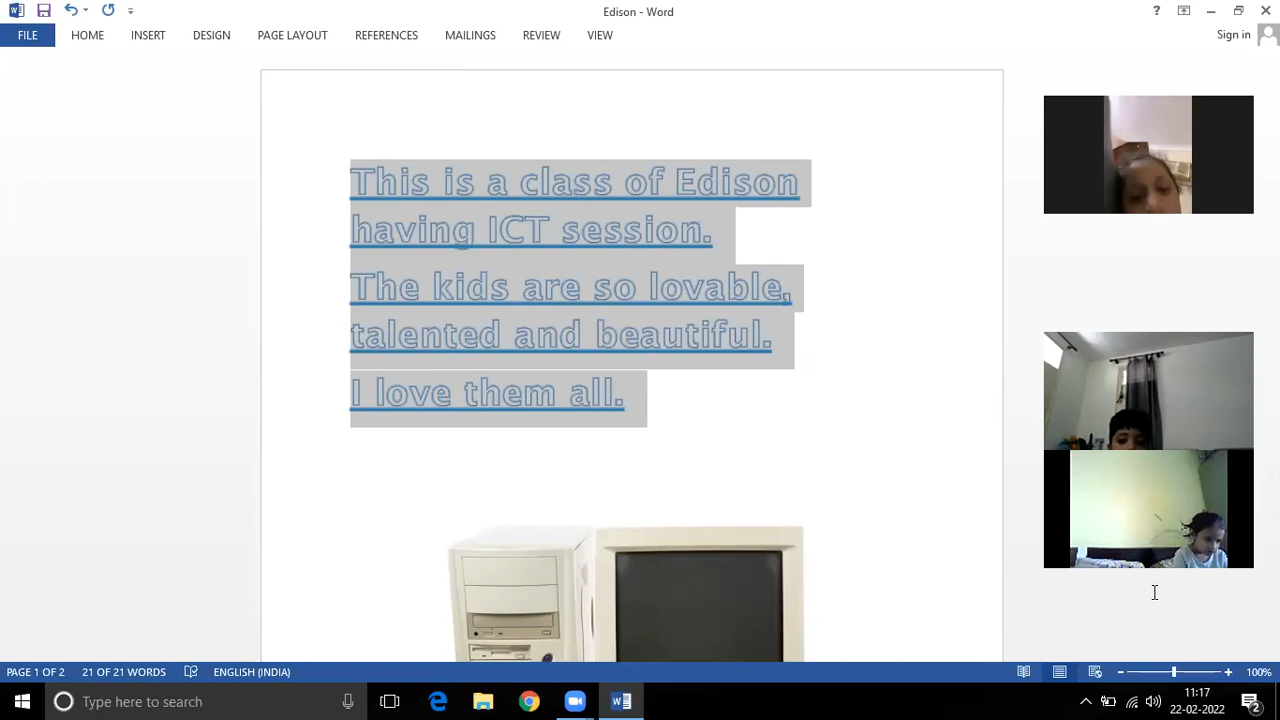 Edison - Word
Sign in
FILE HOME INSERT DESIGN PAGE LAYOUT REFERENCES MAILINGS REVIEW VIEW
This is a class of Edison
having ICT session.
The kids are so lovable,
talented and beautiful.
I love them all.
PAGE 1 OF 2 21 OF 21 WORDS ENGLISH (INDIA) 100%
Type here to search
11:17
22-02-2022
2